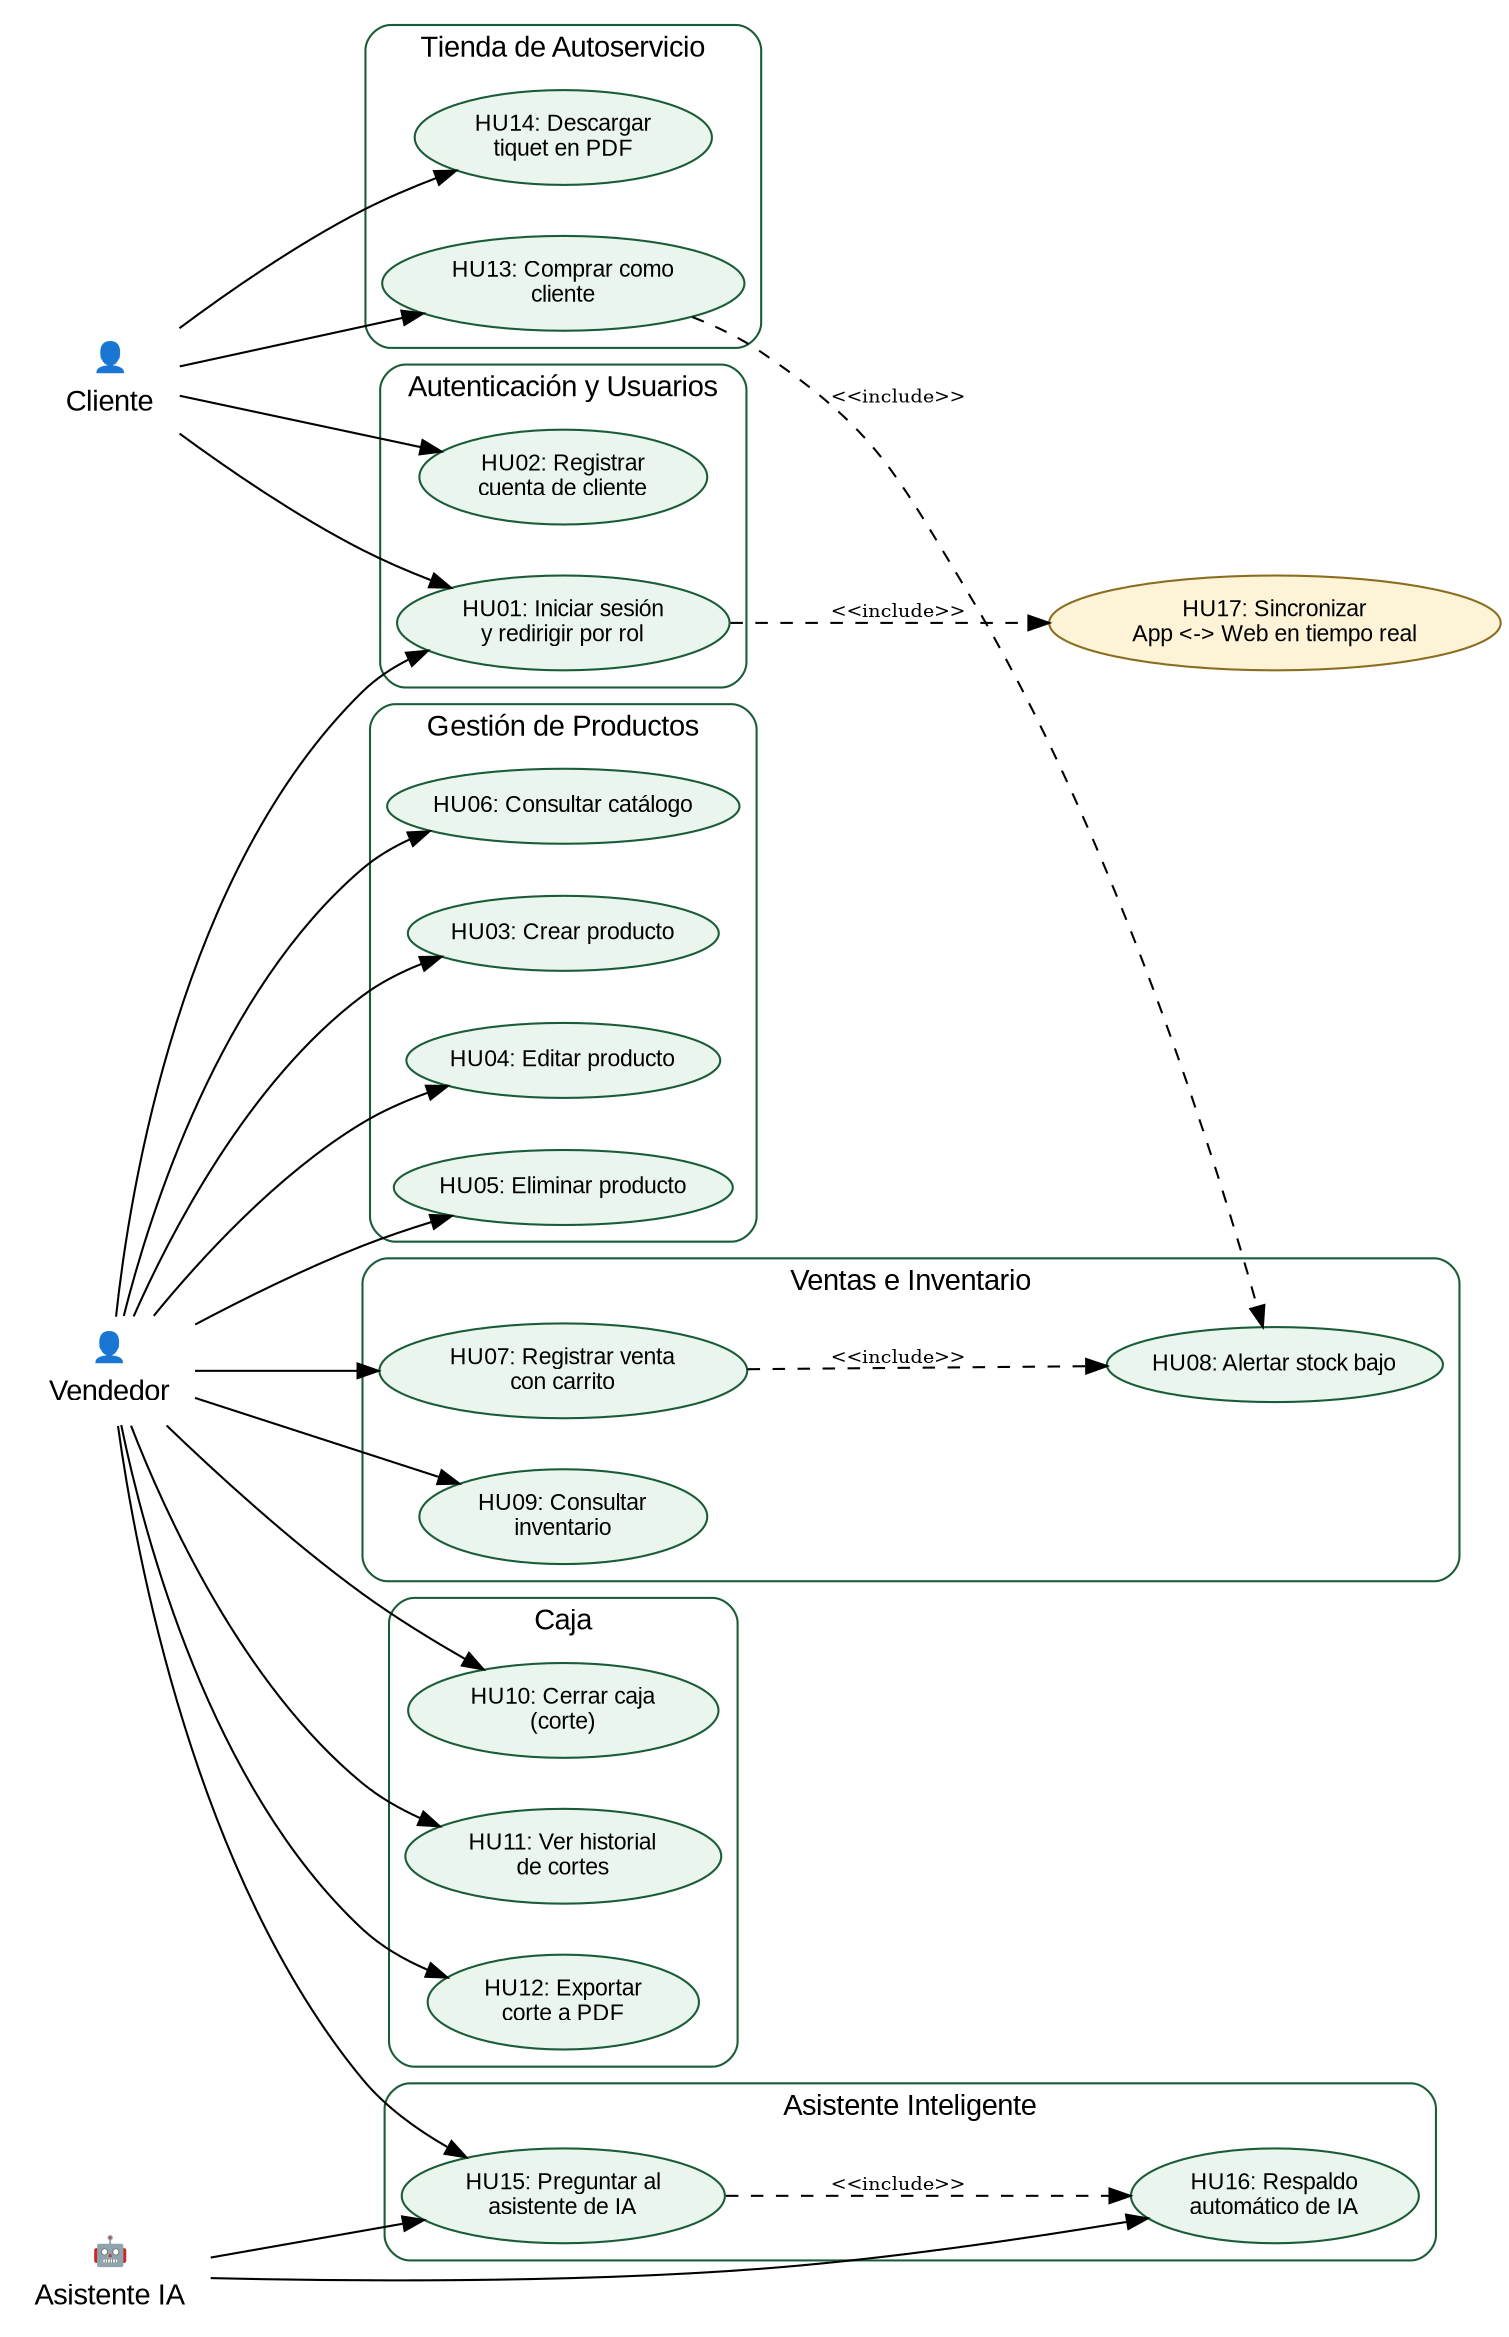 Tienda de Autoservicio
HU14: Descargar
tiquet en PDF
HU13: Comprar como
cliente
Cliente
Autenticación y Usuarios
<<include>>
HU02: Registrar
cuenta de cliente
HU01: Iniciar sesión
y redirigir por rol
<<include>>
HU17: Sincronizar
App <-> Web en tiempo real
Gestión de Productos
HU06: Consultar catálogo
HU03: Crear producto
HU04: Editar producto
HU05: Eliminar producto
Vendedor
Ventas e Inventario
HU07: Registrar venta
con carrito
<<include>>
HU08: Alertar stock bajo
HU09: Consultar
inventario
Caja
HU10: Cerrar caja
(corte)
HU11: Ver historial
de cortes
HU12: Exportar
corte a PDF
Asistente Inteligente
HU15: Preguntar al
asistente de IA
<<include>>
HU16: Respaldo
automático de IA
Asistente IA